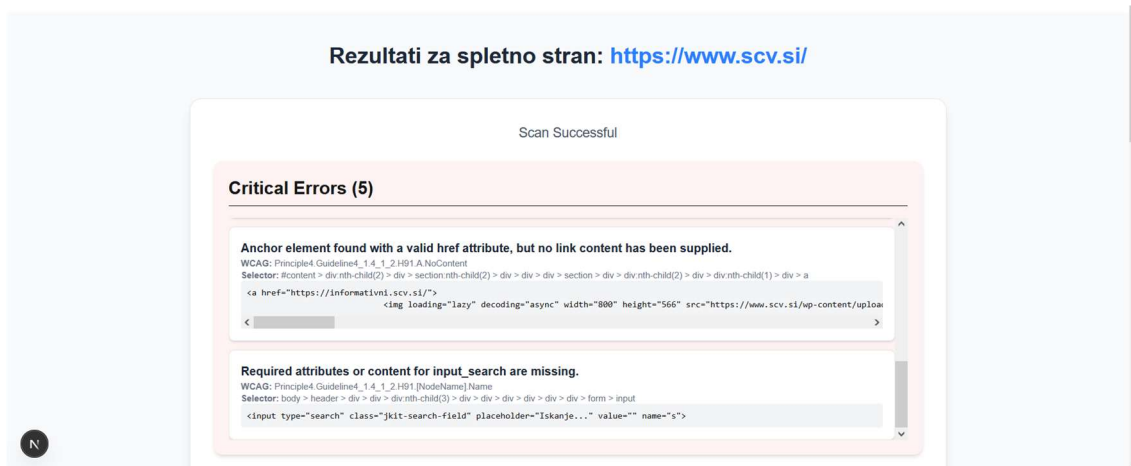 Rezultati za spletno stran: https://www.scv.si/
Scan Successful
Critical Errors (5)
Anchor element found with a valid href attribute, but no link content has been supplied.
WCAG: Principle4.Guideline4_1.4_1_2.H91.A.NoContent
Selector: #content > div:nth-child(2) > div > section:nth-child(2) > div > div > div > section > div > div:nth-child(2) > div > div:nth-child(1) > div > a
<a href="https://informativni.scv.si/">
<img loading="lazy" decoding="async" width="800" height="566" src="https://www.scv.si/wp-content/uploa
Required attributes or content for input_search are missing.
WCAG: Principle4.Guideline4_1.4_1_2.H91.[NodeName].Name
Selector: body > header > div > div > div:nth-child(3) > div > div > div > div > div > div > form > input
<input type="search" class="jkit-search-field" placeholder="Iskanje..." value="" name="s">
N